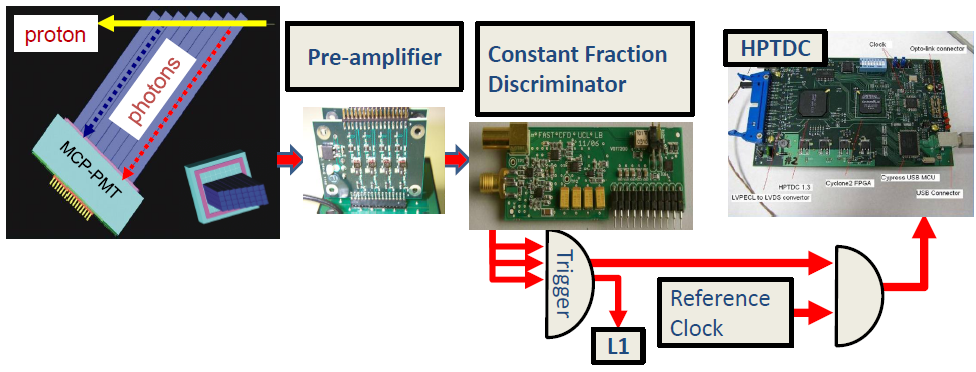 proton
photons
MCP-PMT
Pre-amplifier
Constant Fraction
Discriminator
HPTDC
Clock
Opto-link connector
#2
HPTDC 1.3
LVPECL to LVDS convertor
Cyclone2 FPGA
Cypress USB MCU
USB Connector
Trigger
L1
Reference
Clock